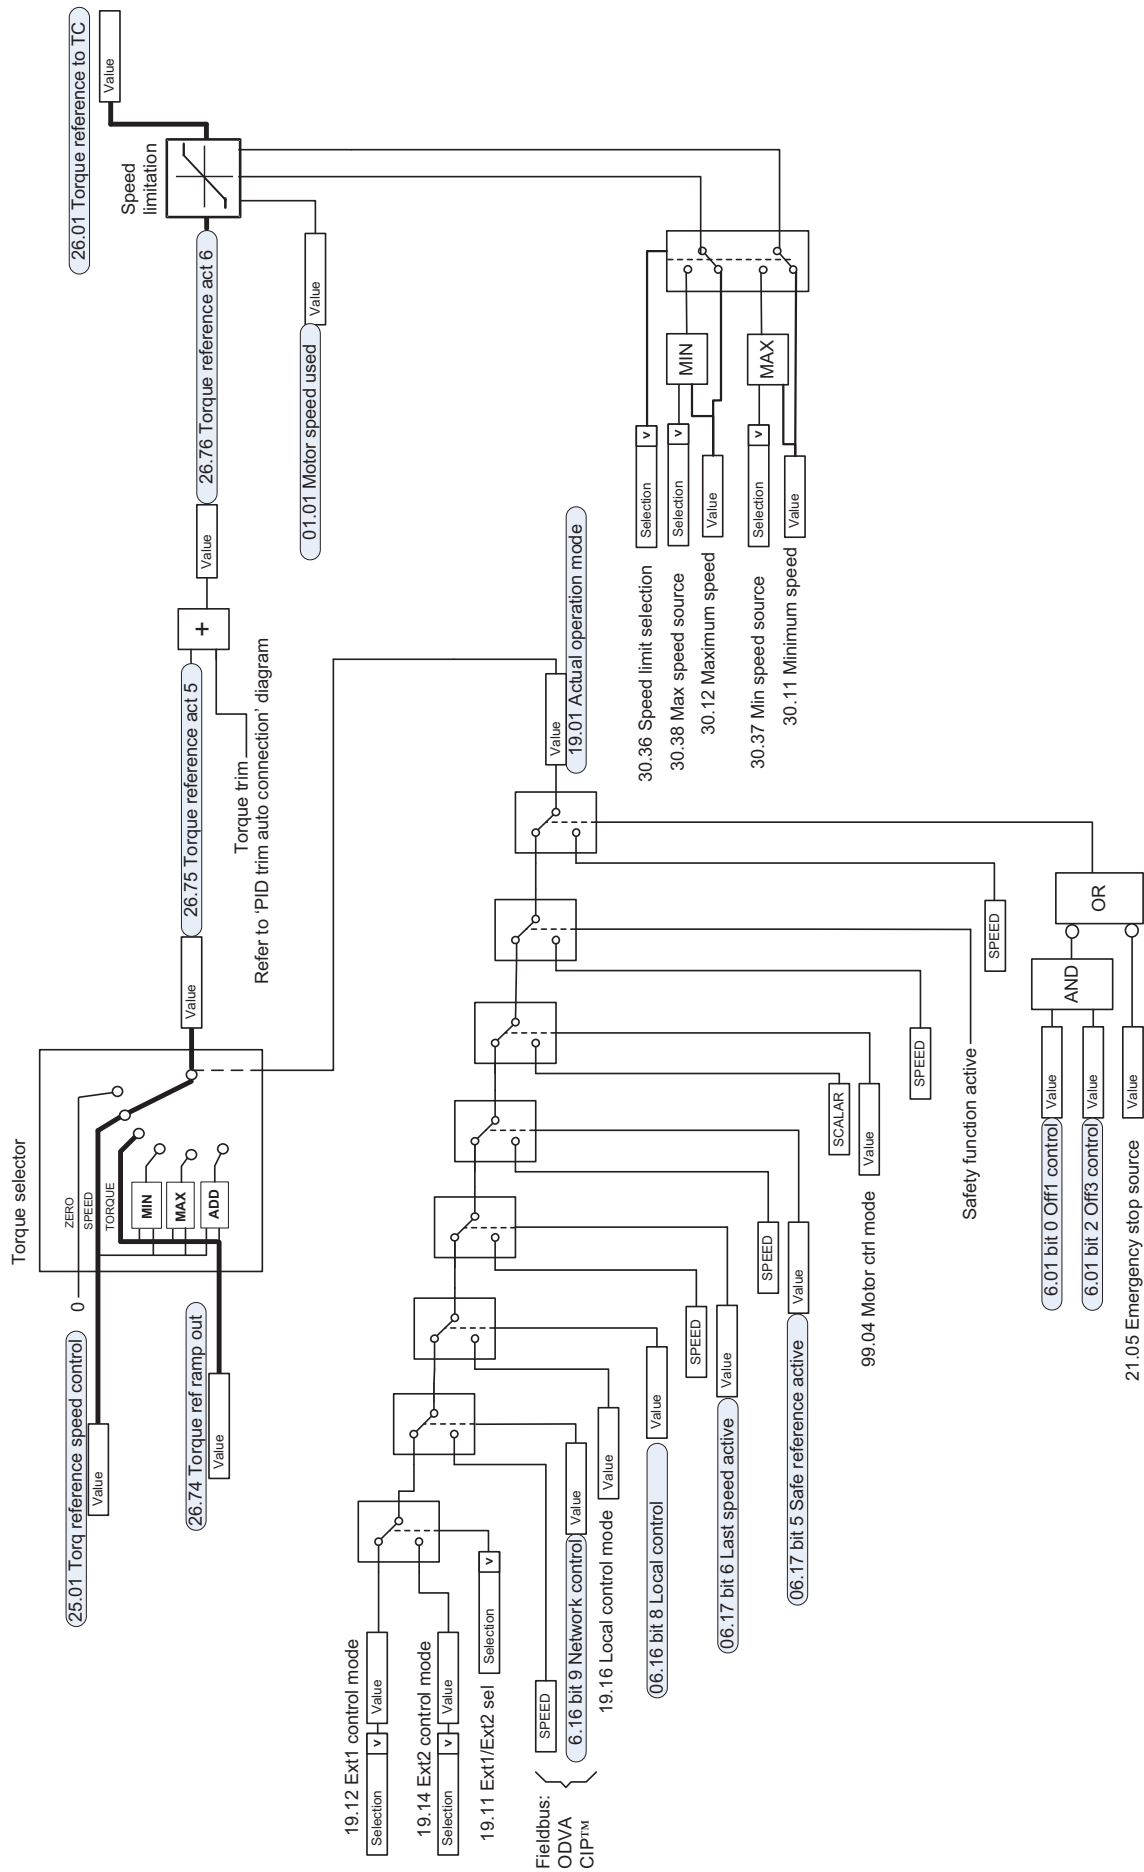 Torque selector
25.01 Torq reference speed control
Value
0
ZERO
SPEED
TORQUE
MIN
MAX
ADD
26.74 Torque ref ramp out
Value
Value
26.75 Torque reference act 5
Torque trim
Refer to 'PID trim auto connection' diagram
+
Value
26.76 Torque reference act 6
Speed
limitation
26.01 Torque reference to TC
Value
01.01 Motor speed used
Value
19.12 Ext1 control mode
Selection
v
Value
19.14 Ext2 control mode
Selection
v
Value
19.11 Ext1/Ext2 sel
Selection
v
Fieldbus:
ODVA
CIP™
SPEED
6.16 bit 9 Network control
Value
19.16 Local control mode
Value
06.16 bit 8 Local control
Value
SPEED
06.17 bit 6 Last speed active
Value
SPEED
06.17 bit 5 Safe reference active
Value
SCALAR
99.04 Motor ctrl mode
Value
SPEED
Safety function active
SPEED
6.01 bit 0 Off1 control
Value
6.01 bit 2 Off3 control
Value
AND
OR
21.05 Emergency stop source
Value
Value
19.01 Actual operation mode
30.36 Speed limit selection
Selection
v
30.38 Max speed source
Selection
v
30.12 Maximum speed
Value
MIN
30.37 Min speed source
Selection
v
30.11 Minimum speed
Value
MAX